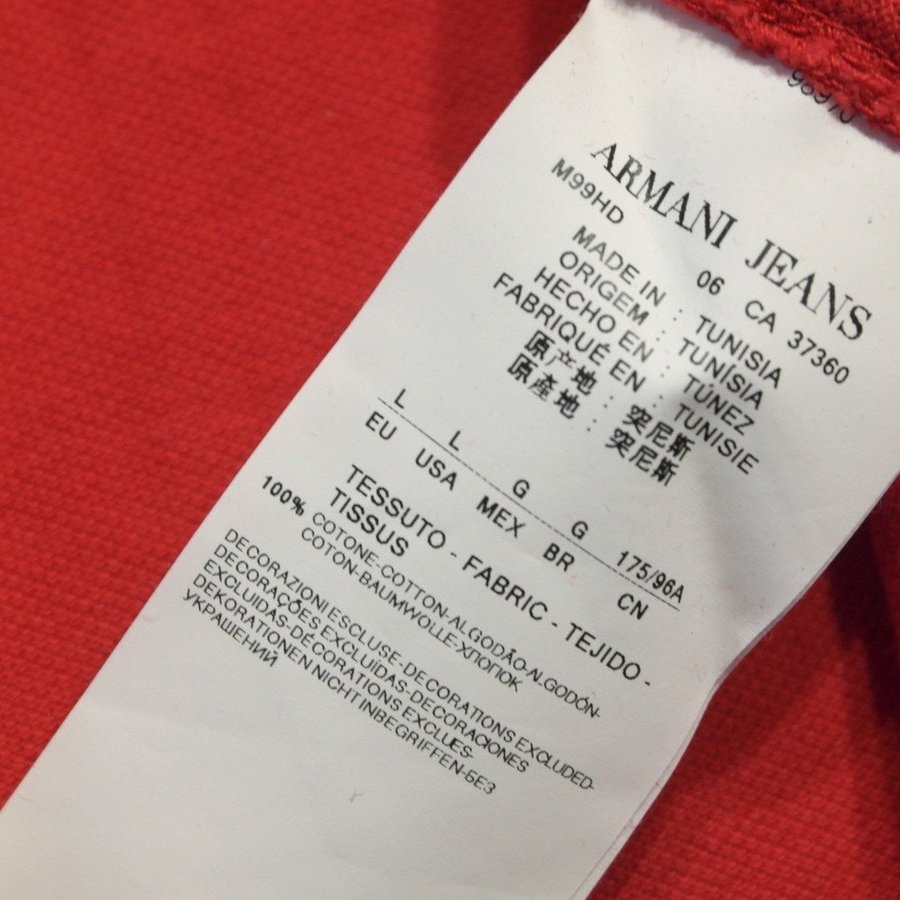 ARMANI JEANS
M99HD 06 CA 37360
MADE IN : TUNISIA
ORIGEM : TUNÍSIA
HECHO EN : TÚNEZ
FABRIQUÉ EN : TUNISIE
原产地 : 突尼斯
原產地 : 突尼斯
L L G G 175/96A
EU USA MEX BR CN
TESSUTO - FABRIC - TEJIDO -
TISSUS
100% COTONE-COTTON-ALGODÃO-ALGODÓN-
COTON-BAUMWOLLE-ХЛОПОК
DECORAZIONI ESCLUSE-DECORATIONS EXCLUDED-
DECORAÇÕES EXCLUÍDAS-DECORACIONES
EXCLUIDAS-DÉCORATIONS EXCLUES-
DEKORATIONEN NICHT INBEGRIFFEN-БЕЗ
УКРАШЕНИЙ